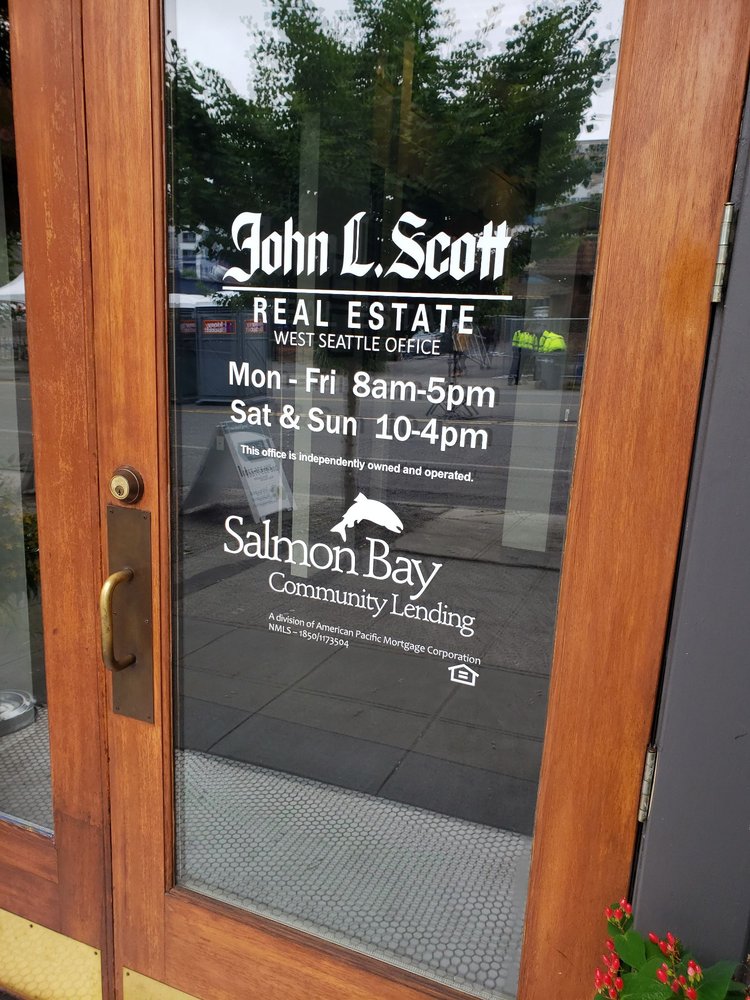 John L. Scott
REAL ESTATE
WEST SEATTLE OFFICE
Mon - Fri 8am-5pm
Sat & Sun 10-4pm
This office is independently owned and operated.
Salmon Bay
Community Lending
A division of American Pacific Mortgage Corporation
NMLS – 1850/1173504